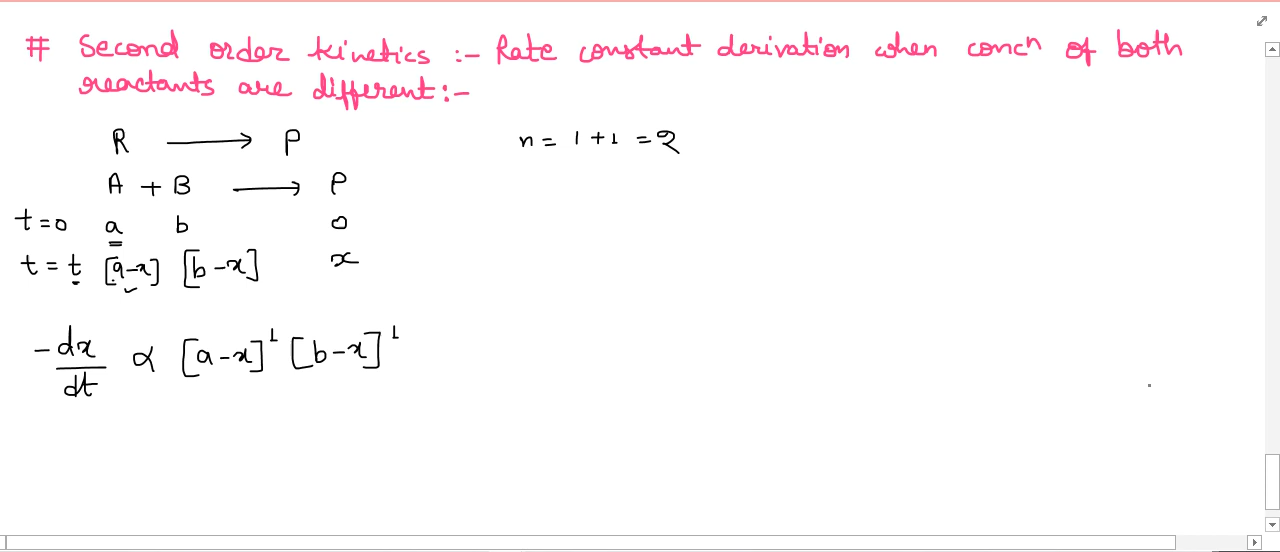 # Second order kinetics :- Rate constant derivation when concn of both
reactants are different :-
R ⟶ P n = 1 + 1 = 2
A + B ⟶ P
t=0 a b 0
t = t [a-x] [b-x] x
-dx/dt ∝ [a-x]¹ [b-x]¹